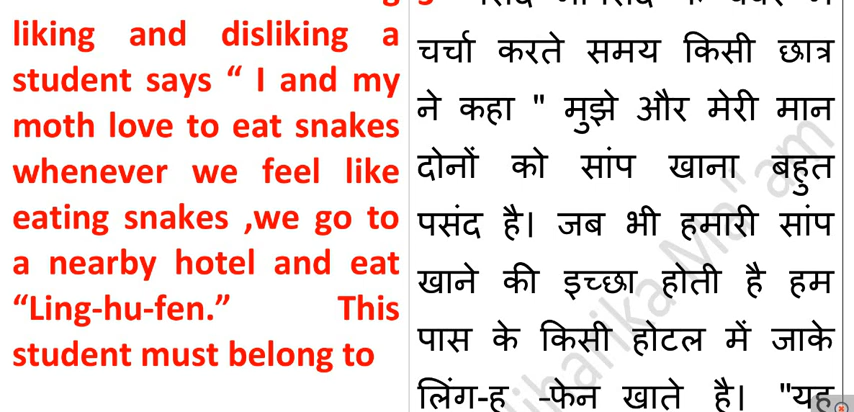 liking and disliking a
student says “ I and my
moth love to eat snakes
whenever we feel like
eating snakes ,we go to
a nearby hotel and eat
“Ling-hu-fen.” This
student must belong to
चर्चा करते समय किसी छात्र
ने कहा " मुझे और मेरी मान
दोनों को सांप खाना बहुत
पसंद है। जब भी हमारी सांप
खाने की इच्छा होती है हम
पास के किसी होटल में जाके
लिंग-ह -फेन खाते है। "यह